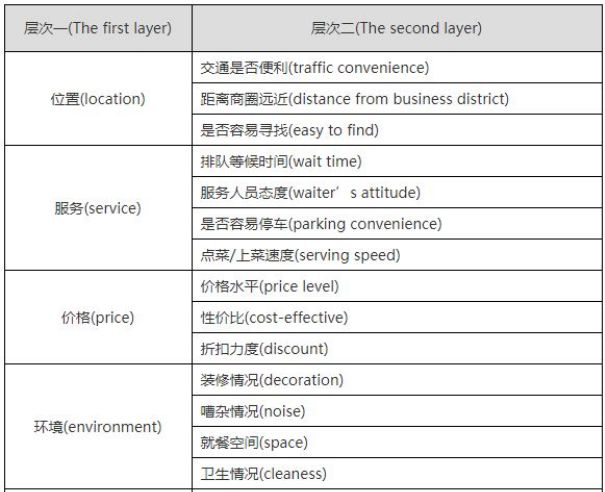 层次一(The first layer)
层次二(The second layer)
位置(location)
交通是否便利(traffic convenience)
距离商圈远近(distance from business district)
是否容易寻找(easy to find)
服务(service)
排队等候时间(wait time)
服务人员态度(waiter’s attitude)
是否容易停车(parking convenience)
点菜/上菜速度(serving speed)
价格(price)
价格水平(price level)
性价比(cost-effective)
折扣力度(discount)
环境(environment)
装修情况(decoration)
嘈杂情况(noise)
就餐空间(space)
卫生情况(cleaness)